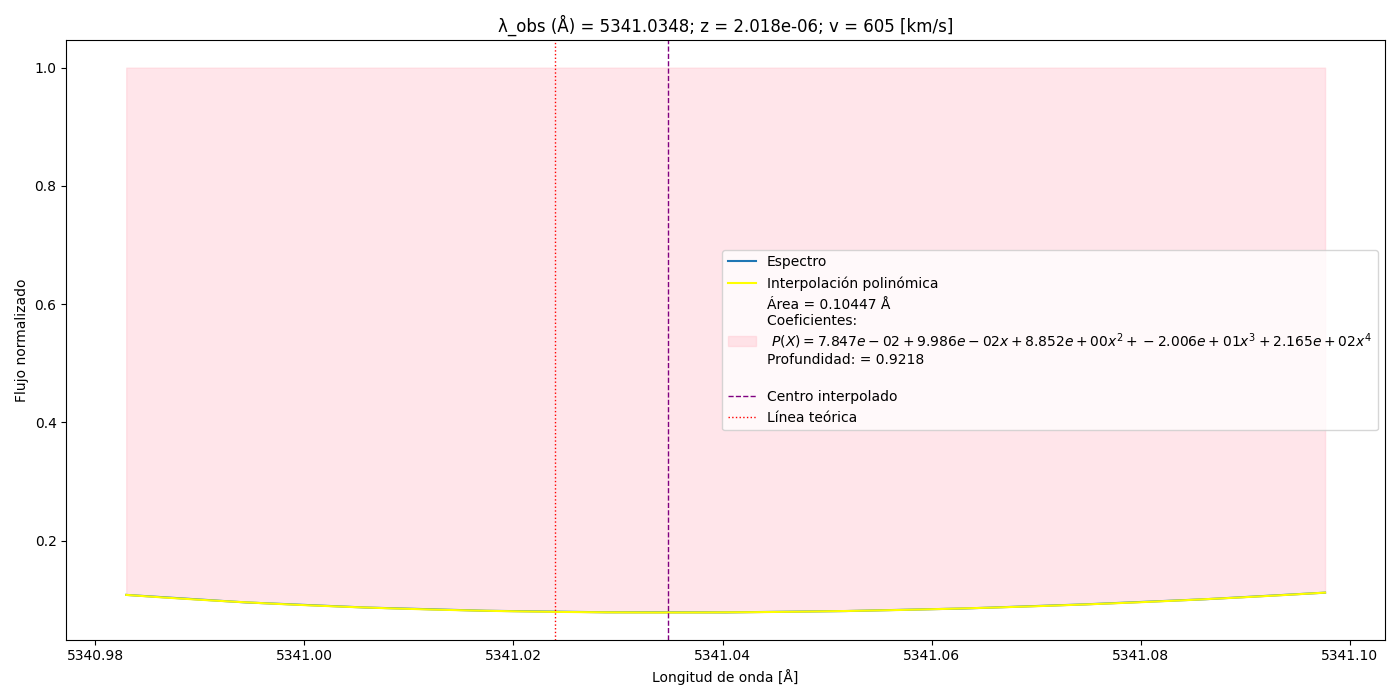 λ_obs (Å) = 5341.0348; z = 2.018e-06; v = 605 [km/s]
Flujo normalizado
1.0
0.8
0.6
0.4
0.2
Espectro
Interpolación polinómica
Área = 0.10447 Å
Coeficientes:
P(X) = 7.847e − 02 + 9.986e − 02x + 8.852e + 00x² + − 2.006e + 01x³ + 2.165e + 02x⁴
Profundidad: = 0.9218
Centro interpolado
Línea teórica
5340.98 5341.00 5341.02 5341.04 5341.06 5341.08 5341.10
Longitud de onda [Å]